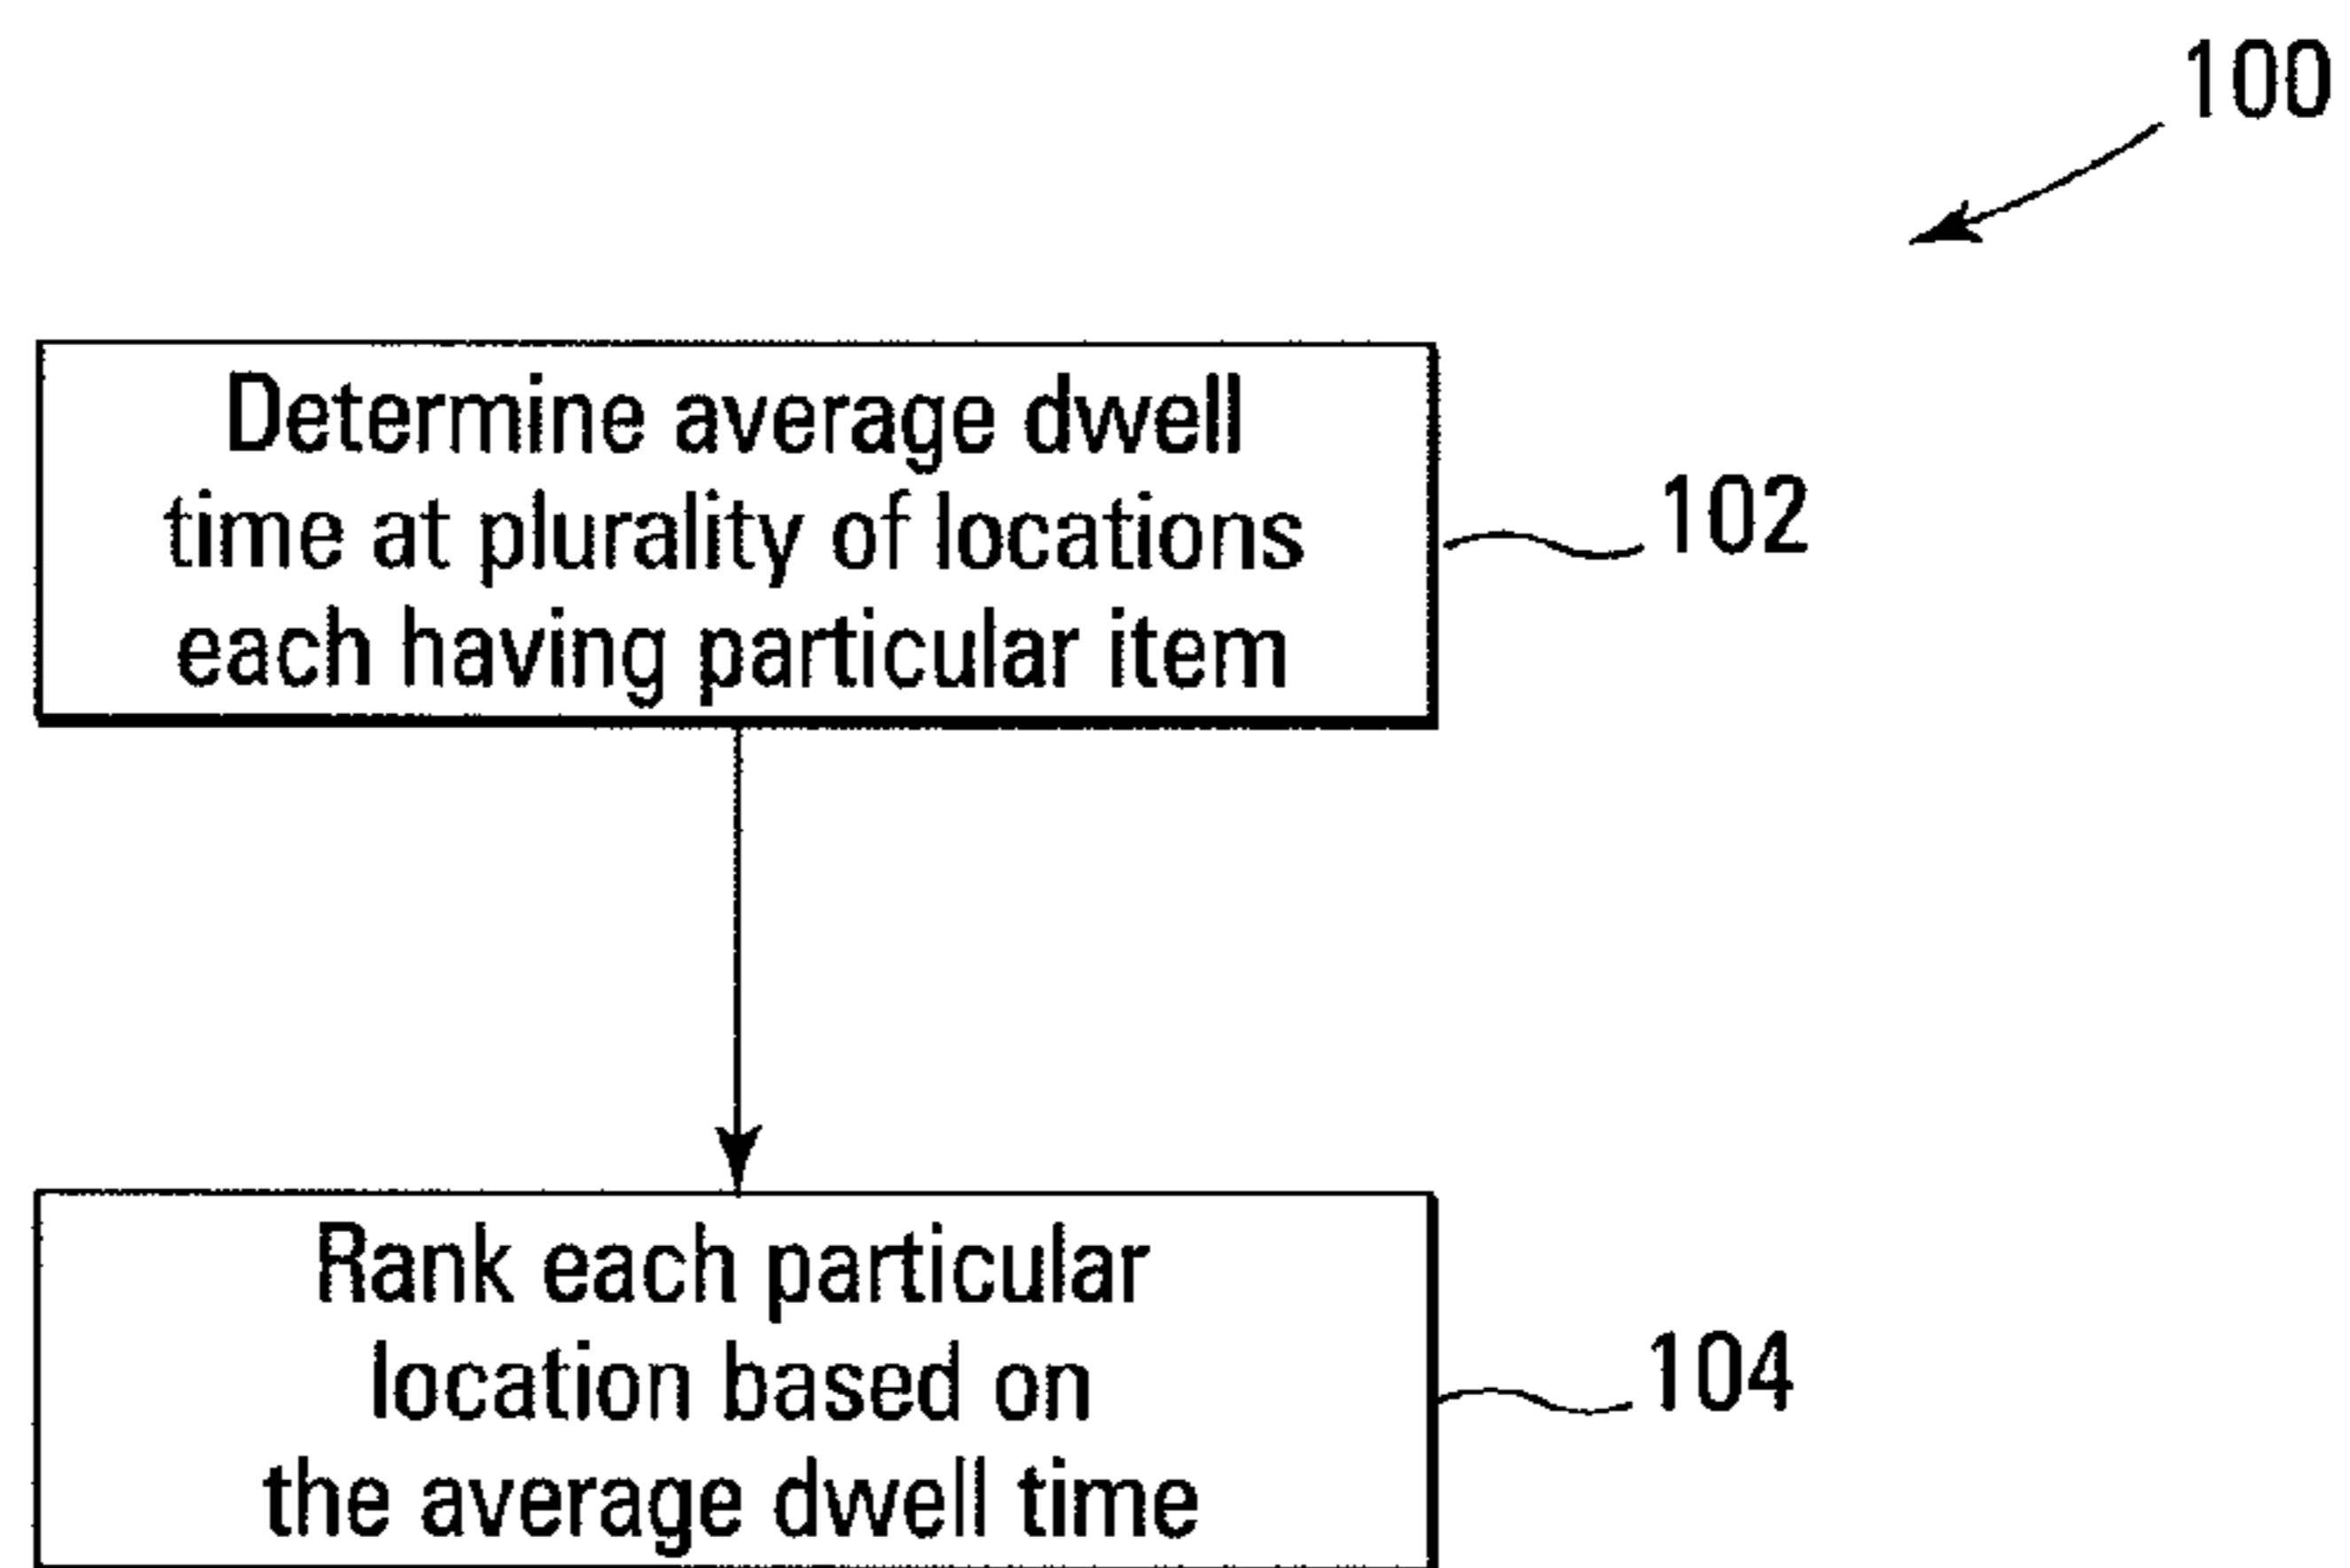 100
Determine average dwell
time at plurality of locations
each having particular item
102
Rank each particular
location based on
the average dwell time
104